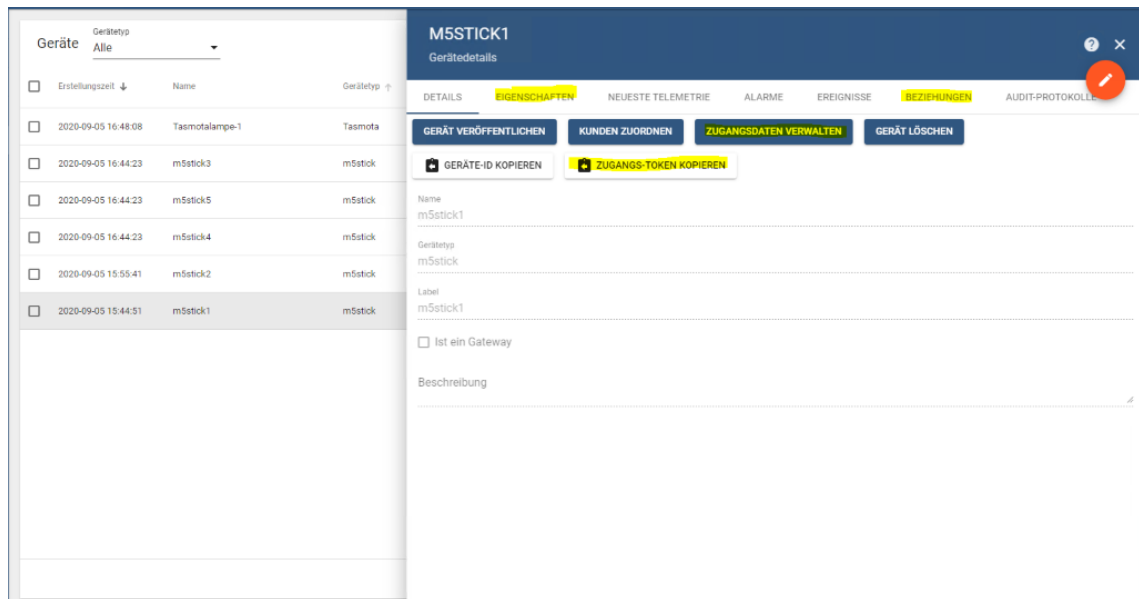 Geräte
Gerätetyp
Alle
Erstellungszeit Name Gerätetyp
2020-09-05 16:48:08 Tasmotalampe-1 Tasmota
2020-09-05 16:44:23 m5stick3 m5stick
2020-09-05 16:44:23 m5stick5 m5stick
2020-09-05 16:44:23 m5stick4 m5stick
2020-09-05 15:55:41 m5stick2 m5stick
2020-09-05 15:44:51 m5stick1 m5stick
M5STICK1
Gerätedetails
DETAILS EIGENSCHAFTEN NEUESTE TELEMETRIE ALARME EREIGNISSE BEZIEHUNGEN AUDIT-PROTOKOLLE
GERÄT VERÖFFENTLICHEN KUNDEN ZUORDNEN ZUGANGSDATEN VERWALTEN GERÄT LÖSCHEN
GERÄTE-ID KOPIEREN ZUGANGS-TOKEN KOPIEREN
Name
m5stick1
Gerätetyp
m5stick
Label
m5stick1
Ist ein Gateway
Beschreibung